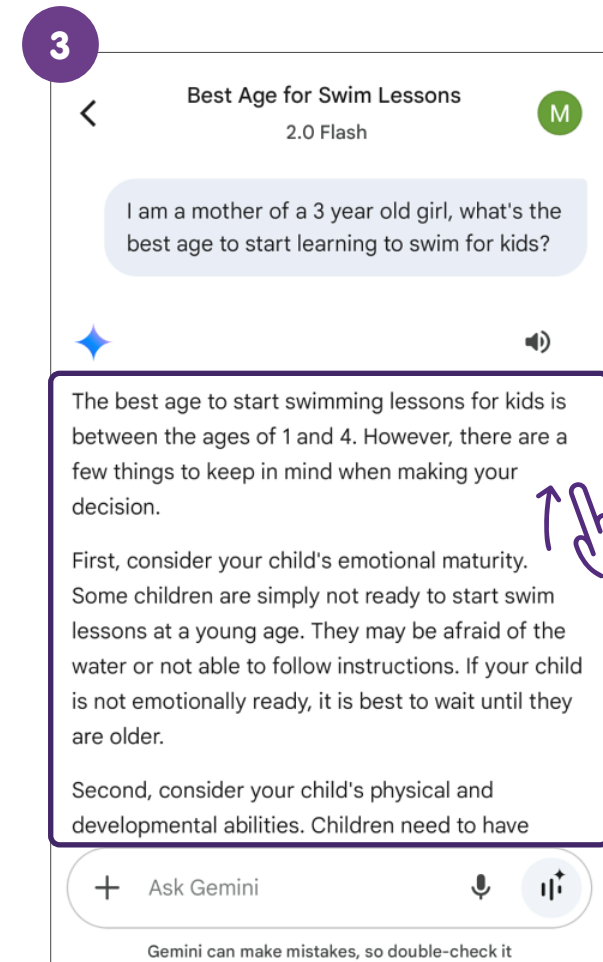 3
Best Age for Swim Lessons
2.0 Flash
M
I am a mother of a 3 year old girl, what's the
best age to start learning to swim for kids?
The best age to start swimming lessons for kids is
between the ages of 1 and 4. However, there are a
few things to keep in mind when making your
decision.
First, consider your child's emotional maturity.
Some children are simply not ready to start swim
lessons at a young age. They may be afraid of the
water or not able to follow instructions. If your child
is not emotionally ready, it is best to wait until they
are older.
Second, consider your child's physical and
developmental abilities. Children need to have
Ask Gemini
Gemini can make mistakes, so double-check it